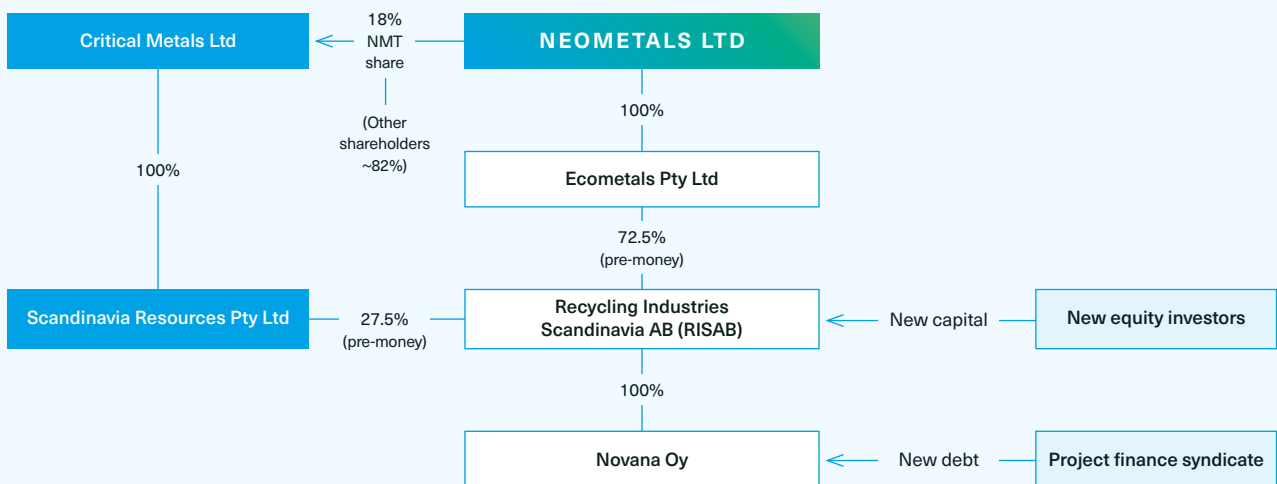 Critical Metals Ltd
18%
NMT
share
NEOMETALS LTD
(Other
shareholders
~82%)
100%
100%
Ecometals Pty Ltd
72.5%
(pre-money)
Scandinavia Resources Pty Ltd
27.5%
(pre-money)
Recycling Industries
Scandinavia AB (RISAB)
New capital
New equity investors
100%
Novana Oy
New debt
Project finance syndicate